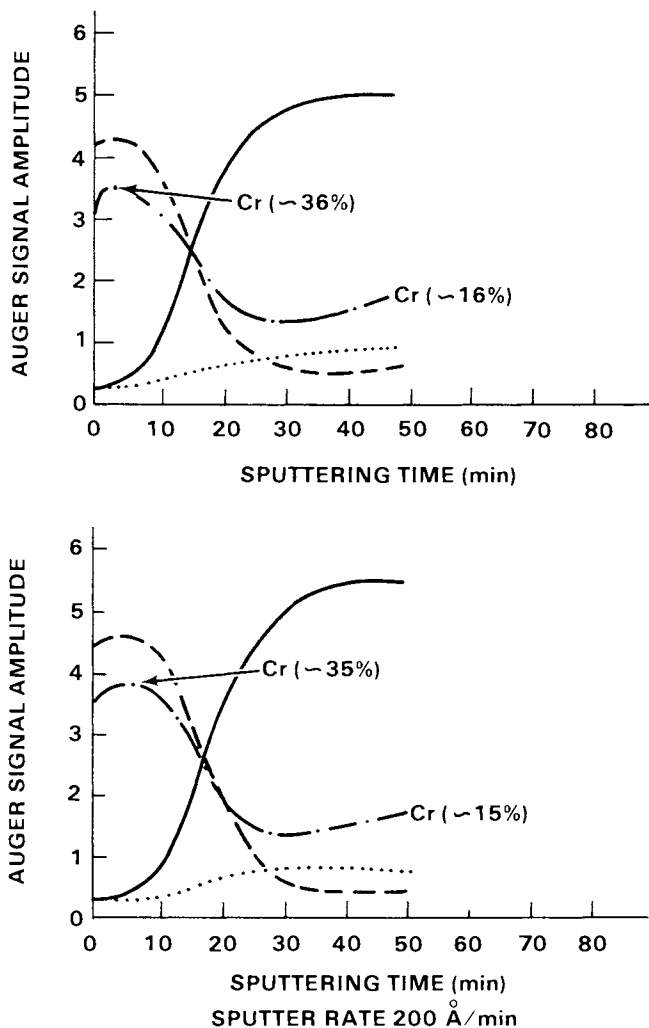 AUGER SIGNAL AMPLITUDE
6
5
4
3
2
1
0
Cr (∼36%)
Cr (∼16%)
0 10 20 30 40 50 60 70 80
SPUTTERING TIME (min)
AUGER SIGNAL AMPLITUDE
6
5
4
3
2
1
0
Cr (∼35%)
Cr (∼15%)
0 10 20 30 40 50 60 70 80
SPUTTERING TIME (min)
SPUTTER RATE 200 Å/min